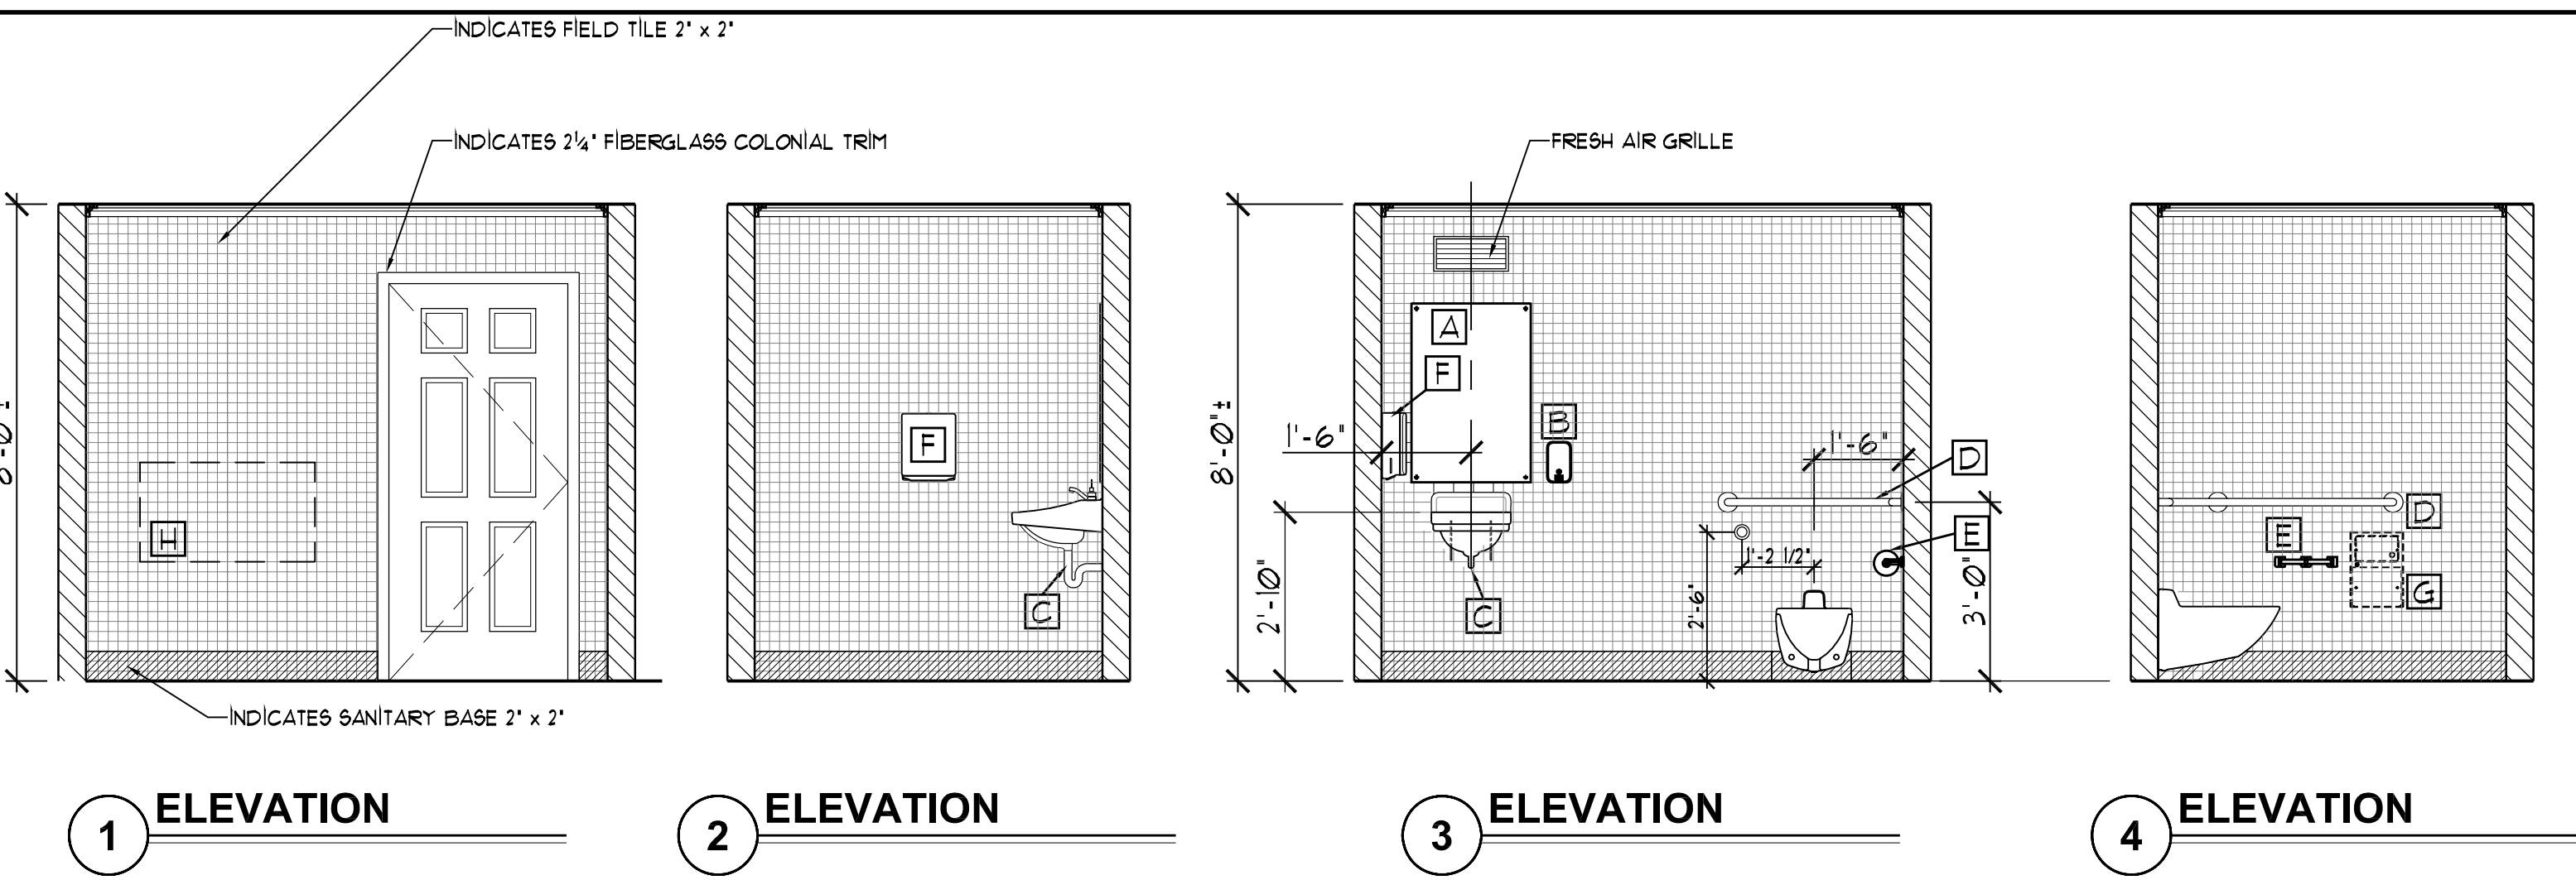 INDICATES FIELD TILE 2" x 2"
INDICATES 2¼" FIBERGLASS COLONIAL TRIM
8'-0"±
H
INDICATES SANITARY BASE 2" x 2"
1 ELEVATION
F
C
2 ELEVATION
FRESH AIR GRILLE
8'-0"±
1'-6"
2'-10"
A
F
B
C
1'-6"
D
E
1'-2 1/2"
2'-6"
3'-0"
3 ELEVATION
E
D
G
4 ELEVATION